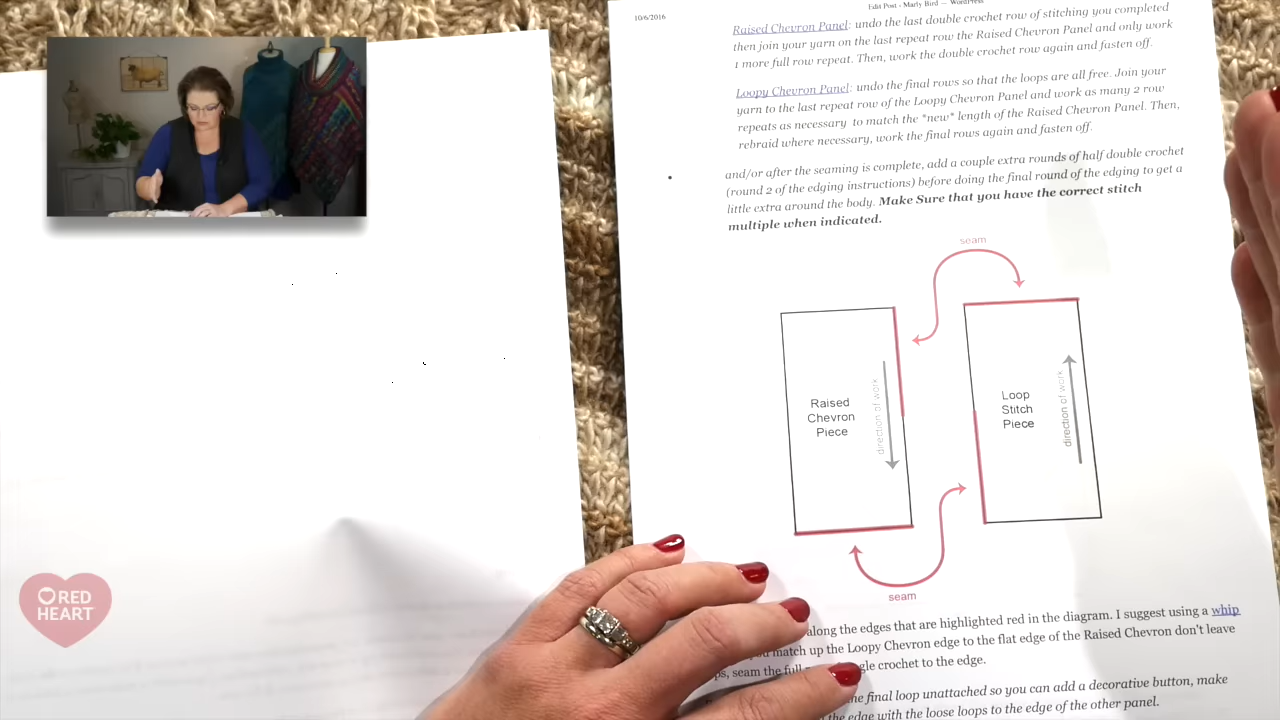 10/6/2016
Edit Post ‹ Marly Bird — WordPress
Raised Chevron Panel: undo the last double crochet row of stitching you completed
then join your yarn on the last repeat row the Raised Chevron Panel and only work
1 more full row repeat. Then, work the double crochet row again and fasten off.
Loopy Chevron Panel: undo the final rows so that the loops are all free. Join your
yarn to the last repeat row of the Loopy Chevron Panel and work as many 2 row
repeats as necessary to match the *new* length of the Raised Chevron Panel. Then,
rebraid where necessary, work the final rows again and fasten off.
and/or after the seaming is complete, add a couple extra rounds of half double crochet
(round 2 of the edging instructions) before doing the final round of the edging to get a
little extra around the body. Make Sure that you have the correct stitch
multiple when indicated.
seam
Raised
Chevron
Piece
direction of work
Loop
Stitch
Piece
direction of work
seam
along the edges that are highlighted red in the diagram. I suggest using a whip
match up the Loopy Chevron edge to the flat edge of the Raised Chevron don't leave
seam the full crochet to the edge.
the final loop unattached so you can add a decorative button, make
the edge with the loose loops to the edge of the other panel.
RED
HEART